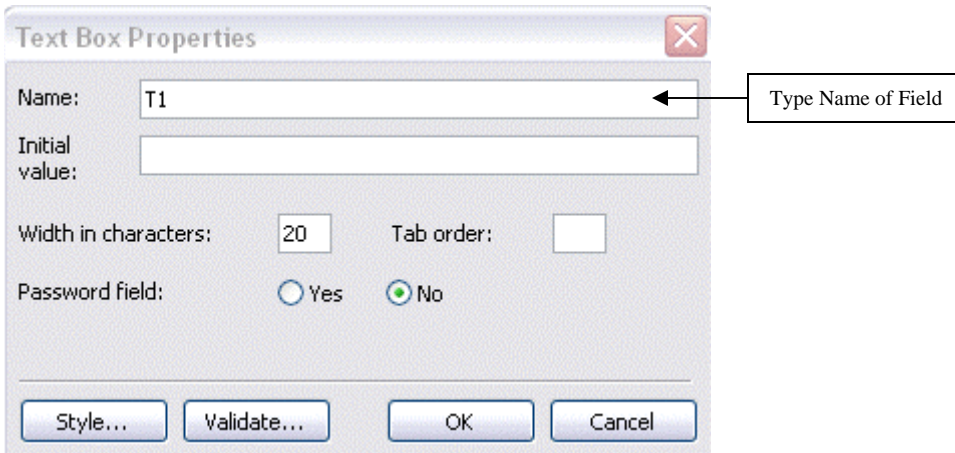 Text Box Properties
Name: T1
Type Name of Field
Initial
value:
Width in characters: 20 Tab order:
Password field: Yes No
Style... Validate... OK Cancel